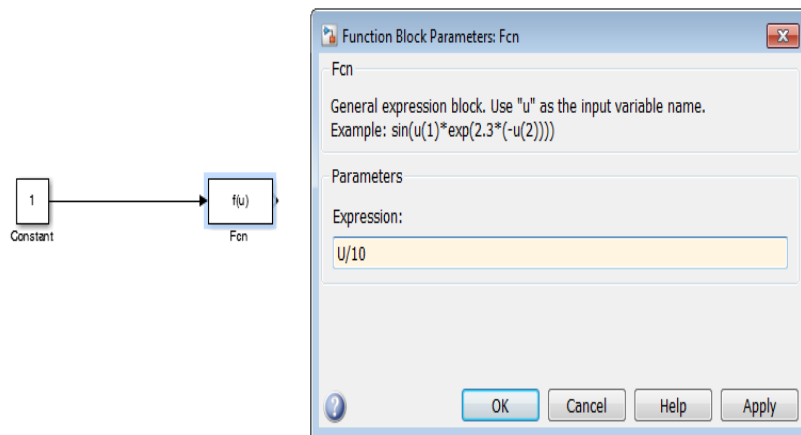 Function Block Parameters: Fcn
Fcn
General expression block. Use "u" as the input variable name.
Example: sin(u(1)*exp(2.3*(-u(2))))
Parameters
Expression:
U/10
OK Cancel Help Apply
1
f(u)
Constant
Fcn